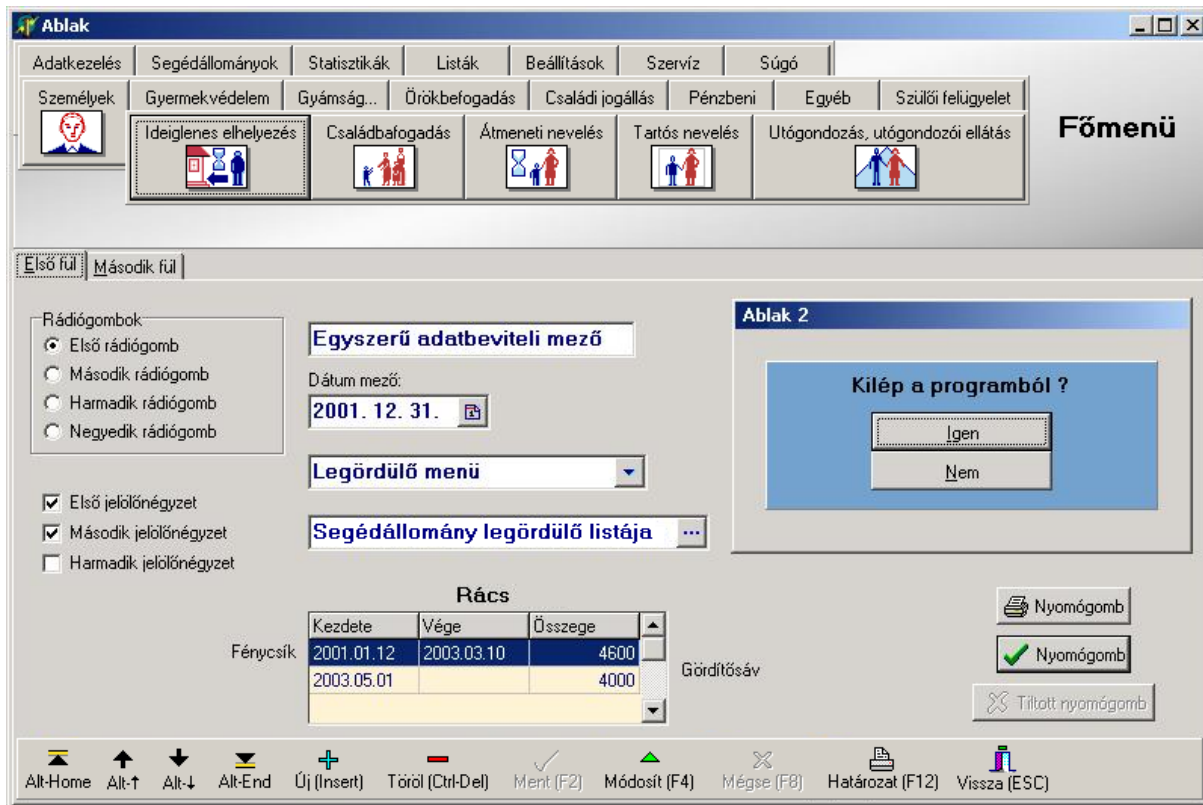 Ablak
Adatkezelés Segédállományok Statisztikák Listák Beállítások Szervíz Súgó
Személyek Gyermekvédelem Gyámság... Örökbefogadás Családi jogállás Pénzbeni Egyéb Szülői felügyelet
Ideiglenes elhelyezés Családbafogadás Átmeneti nevelés Tartós nevelés Utógondozás, utógondozói ellátás
Főmenü
Első fül Második fül
Rádiógombok
Első rádiógomb
Második rádiógomb
Harmadik rádiógomb
Negyedik rádiógomb
Első jelölőnégyzet
Második jelölőnégyzet
Harmadik jelölőnégyzet
Egyszerű adatbeviteli mező
Dátum mező:
2001. 12. 31.
Legördülő menü
Segédállomány legördülő listája ...
Ablak 2
Kilép a programból ?
Igen
Nem
Rács
Kezdete Vége Összege
Fénycsík 2001.01.12 2003.03.10 4600
2003.05.01 4000
Gördítősáv
Nyomógomb
Nyomógomb
Tiltott nyomógomb
Alt-Home Alt-↑ Alt-↓ Alt-End Új (Insert) Töröl (Ctrl-Del) Ment (F2) Módosít (F4) Mégse (F8) Határozat (F12) Vissza (ESC)